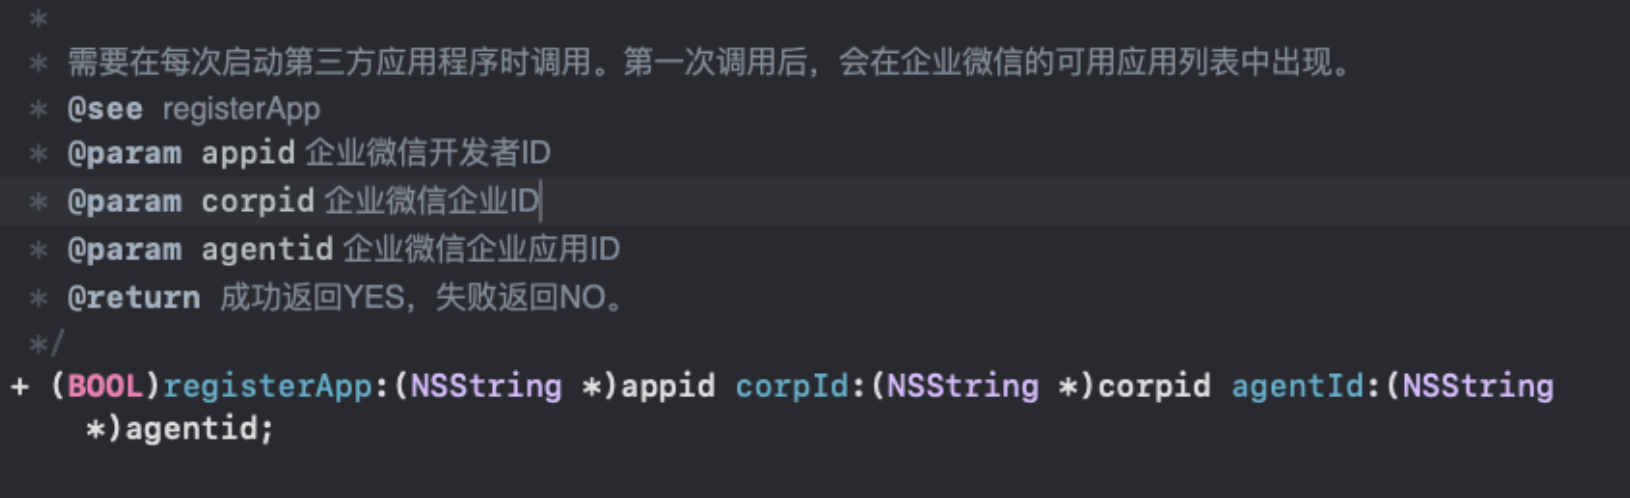 *
* 需要在每次启动第三方应用程序时调用。第一次调用后，会在企业微信的可用应用列表中出现。
* @see registerApp
* @param appid 企业微信开发者ID
* @param corpid 企业微信企业ID
* @param agentid 企业微信企业应用ID
* @return 成功返回YES，失败返回NO。
*/
+ (BOOL)registerApp:(NSString *)appid corpId:(NSString *)corpid agentId:(NSString
*)agentid;